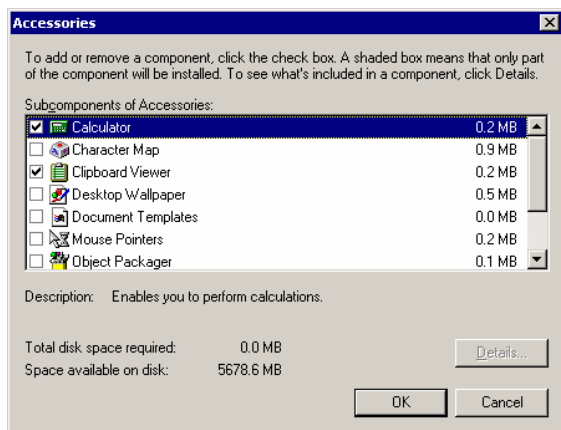 Accessories
To add or remove a component, click the check box. A shaded box means that only part
of the component will be installed. To see what's included in a component, click Details.
Subcomponents of Accessories:
Calculator 0.2 MB
Character Map 0.9 MB
Clipboard Viewer 0.2 MB
Desktop Wallpaper 0.5 MB
Document Templates 0.0 MB
Mouse Pointers 0.2 MB
Object Packager 0.1 MB
Description: Enables you to perform calculations.
Total disk space required: 0.0 MB
Space available on disk: 5678.6 MB
Details...
OK Cancel